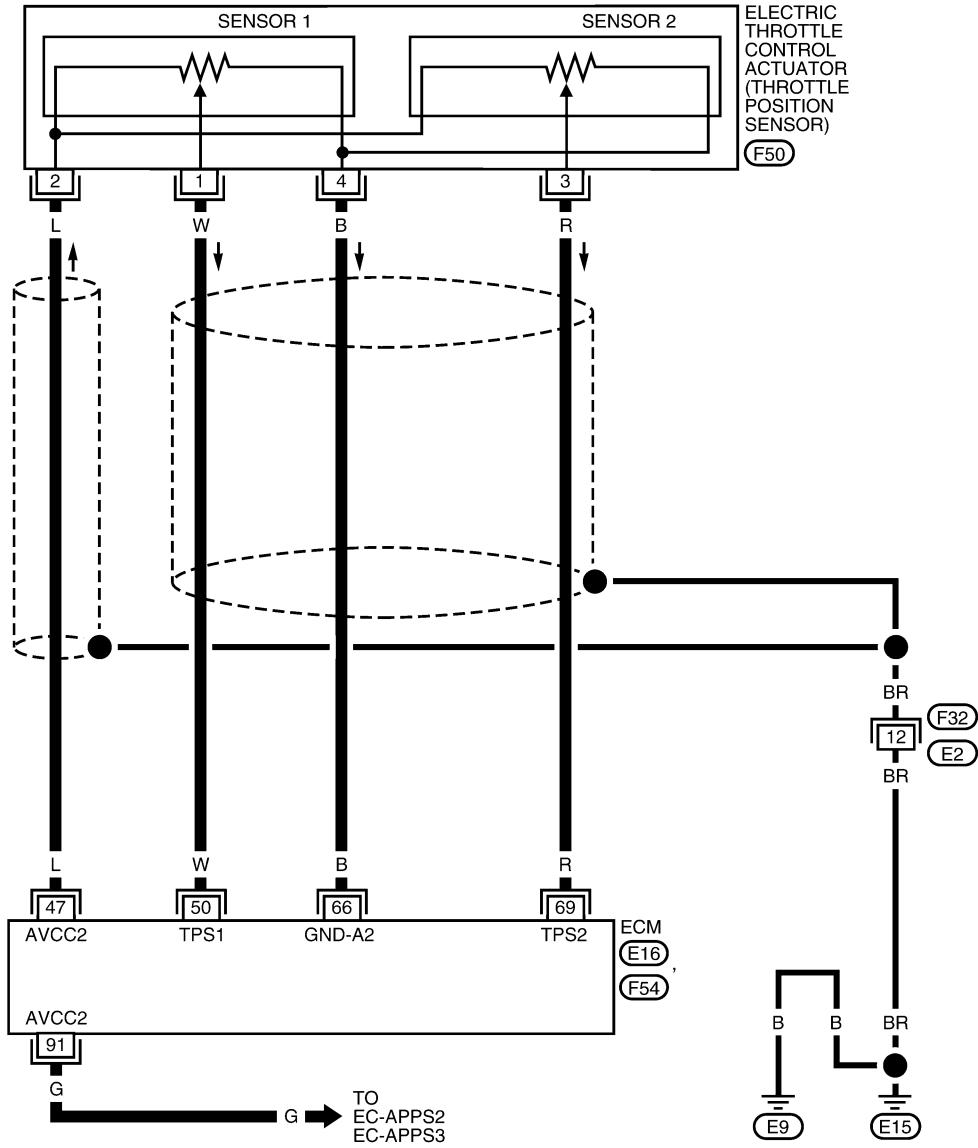 SENSOR 1
SENSOR 2
ELECTRIC
THROTTLE
CONTROL
ACTUATOR
(THROTTLE
POSITION
SENSOR)
F50
2 1 4 3
L W B R
BR
F32
12
E2
BR
L W B R
47 50 66 69
AVCC2 TPS1 GND-A2 TPS2
ECM
E16 ,
F54
AVCC2
91
G
G
TO
EC-APPS2
EC-APPS3
B B BR
E9 E15